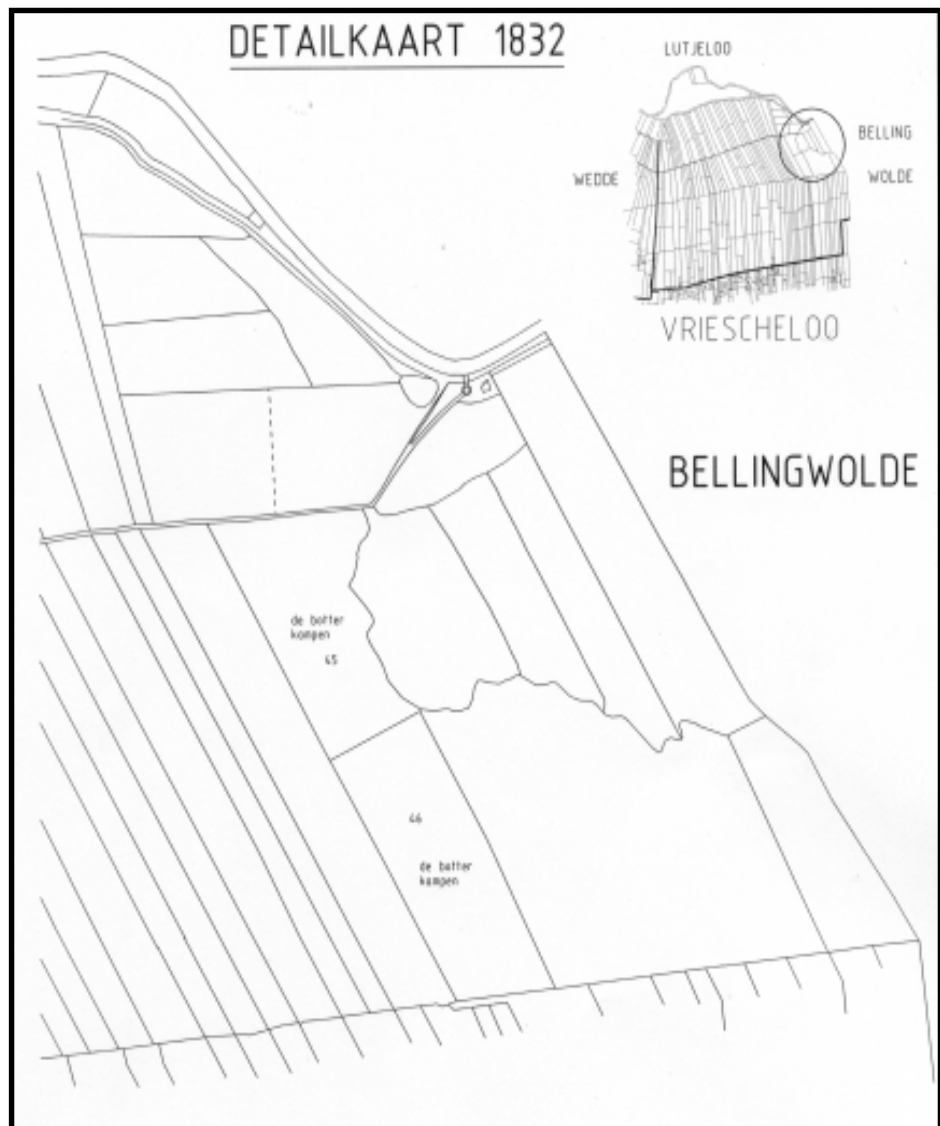 DETAILKAART 1832
LUTJELOO
BELLING
WEDDE
WOLDE
VRIESCHELOO
BELLINGWOLDE
de botter
kampen
45
46
de botter
kampen